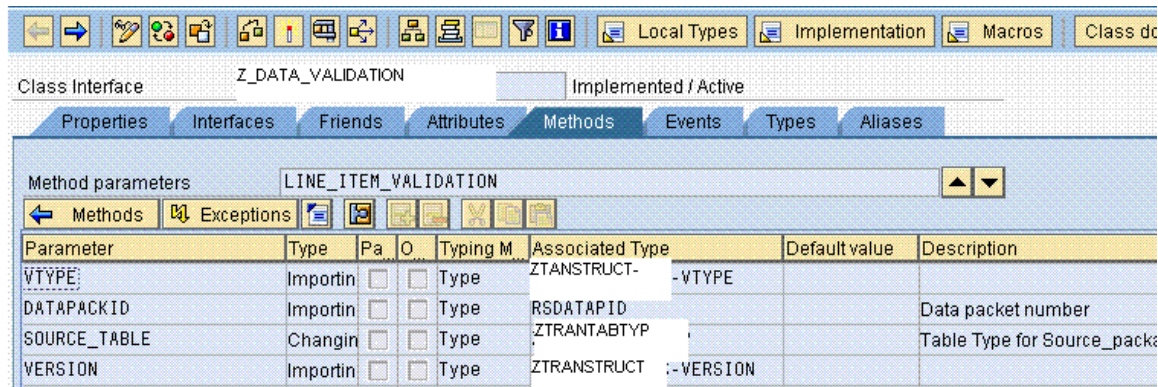 Local Types Implementation Macros Class do
Class Interface Z_DATA_VALIDATION Implemented / Active
Properties Interfaces Friends Attributes Methods Events Types Aliases
Method parameters LINE_ITEM_VALIDATION
Methods Exceptions
Parameter Type Pa... O... Typing M... Associated Type Default value Description
VTYPE Importin Type ZTANSTRUCT- -VTYPE
DATAPACKID Importin Type RSDATAPID Data packet number
SOURCE_TABLE Changin Type ZTRANTABTYP Table Type for Source_packa
VERSION Importin Type ZTRANSTRUCT -VERSION